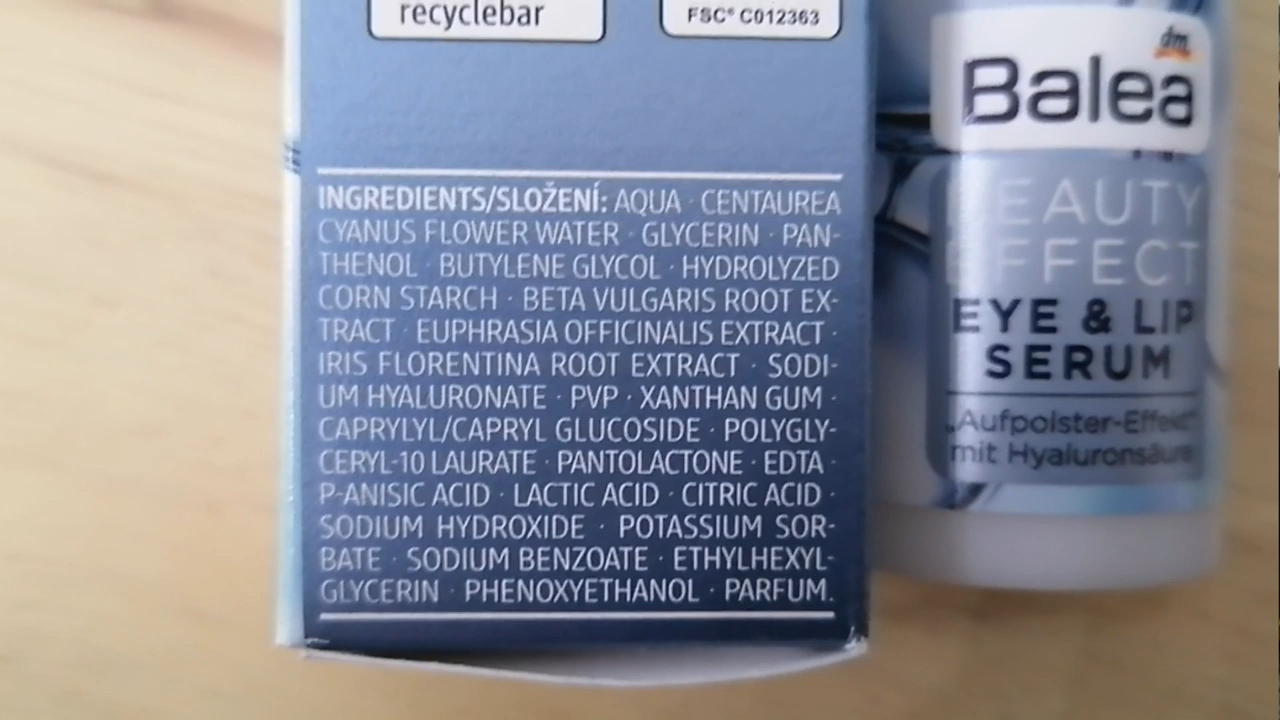 recyclebar
FSC® C012363
INGREDIENTS/SLOŽENÍ: AQUA · CENTAUREA
CYANUS FLOWER WATER · GLYCERIN · PAN-
THENOL · BUTYLENE GLYCOL · HYDROLYZED
CORN STARCH · BETA VULGARIS ROOT EX-
TRACT · EUPHRASIA OFFICINALIS EXTRACT ·
IRIS FLORENTINA ROOT EXTRACT · SODI-
UM HYALURONATE · PVP · XANTHAN GUM ·
CAPRYLYL/CAPRYL GLUCOSIDE · POLYGLY-
CERYL-10 LAURATE · PANTOLACTONE · EDTA ·
P-ANISIC ACID · LACTIC ACID · CITRIC ACID ·
SODIUM HYDROXIDE · POTASSIUM SOR-
BATE · SODIUM BENZOATE · ETHYLHEXYL-
GLYCERIN · PHENOXYETHANOL · PARFUM.
dm
Balea
BEAUTY
EFFECT
EYE & LIP
SERUM
„Aufpolster-Effekt“
mit Hyaluronsäure